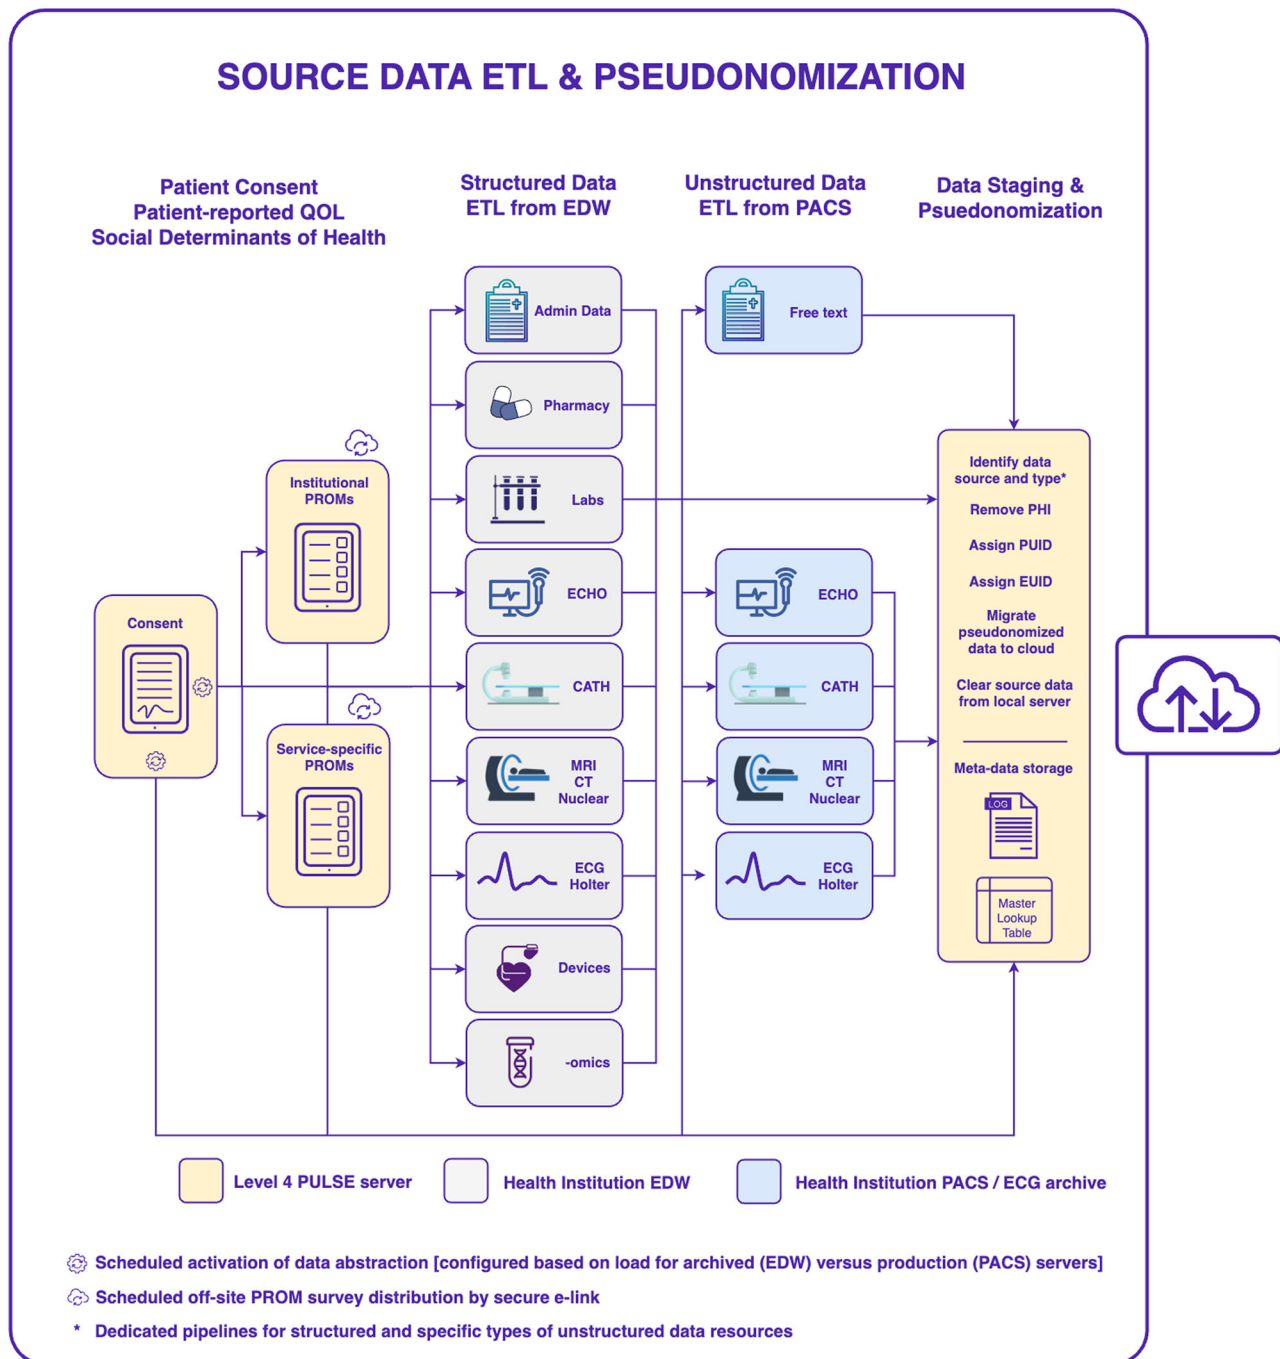 SOURCE DATA ETL & PSEUDONOMIZATION
Patient Consent
Patient-reported QOL
Social Determinants of Health
Structured Data
ETL from EDW
Unstructured Data
ETL from PACS
Data Staging &
Psuedonomization
Consent
Institutional
PROMs
Service-specific
PROMs
Admin Data
Pharmacy
Labs
ECHO
CATH
MRI
CT
Nuclear
ECG
Holter
Devices
-omics
Free text
ECHO
CATH
MRI
CT
Nuclear
ECG
Holter
Identify data
source and type*
Remove PHI
Assign PUID
Assign EUID
Migrate
pseudonomized
data to cloud
Clear source data
from local server
Meta-data storage
LOG
Master
Lookup
Table
Level 4 PULSE server
Health Institution EDW
Health Institution PACS / ECG archive
Scheduled activation of data abstraction [configured based on load for archived (EDW) versus production (PACS) servers]
Scheduled off-site PROM survey distribution by secure e-link
* Dedicated pipelines for structured and specific types of unstructured data resources